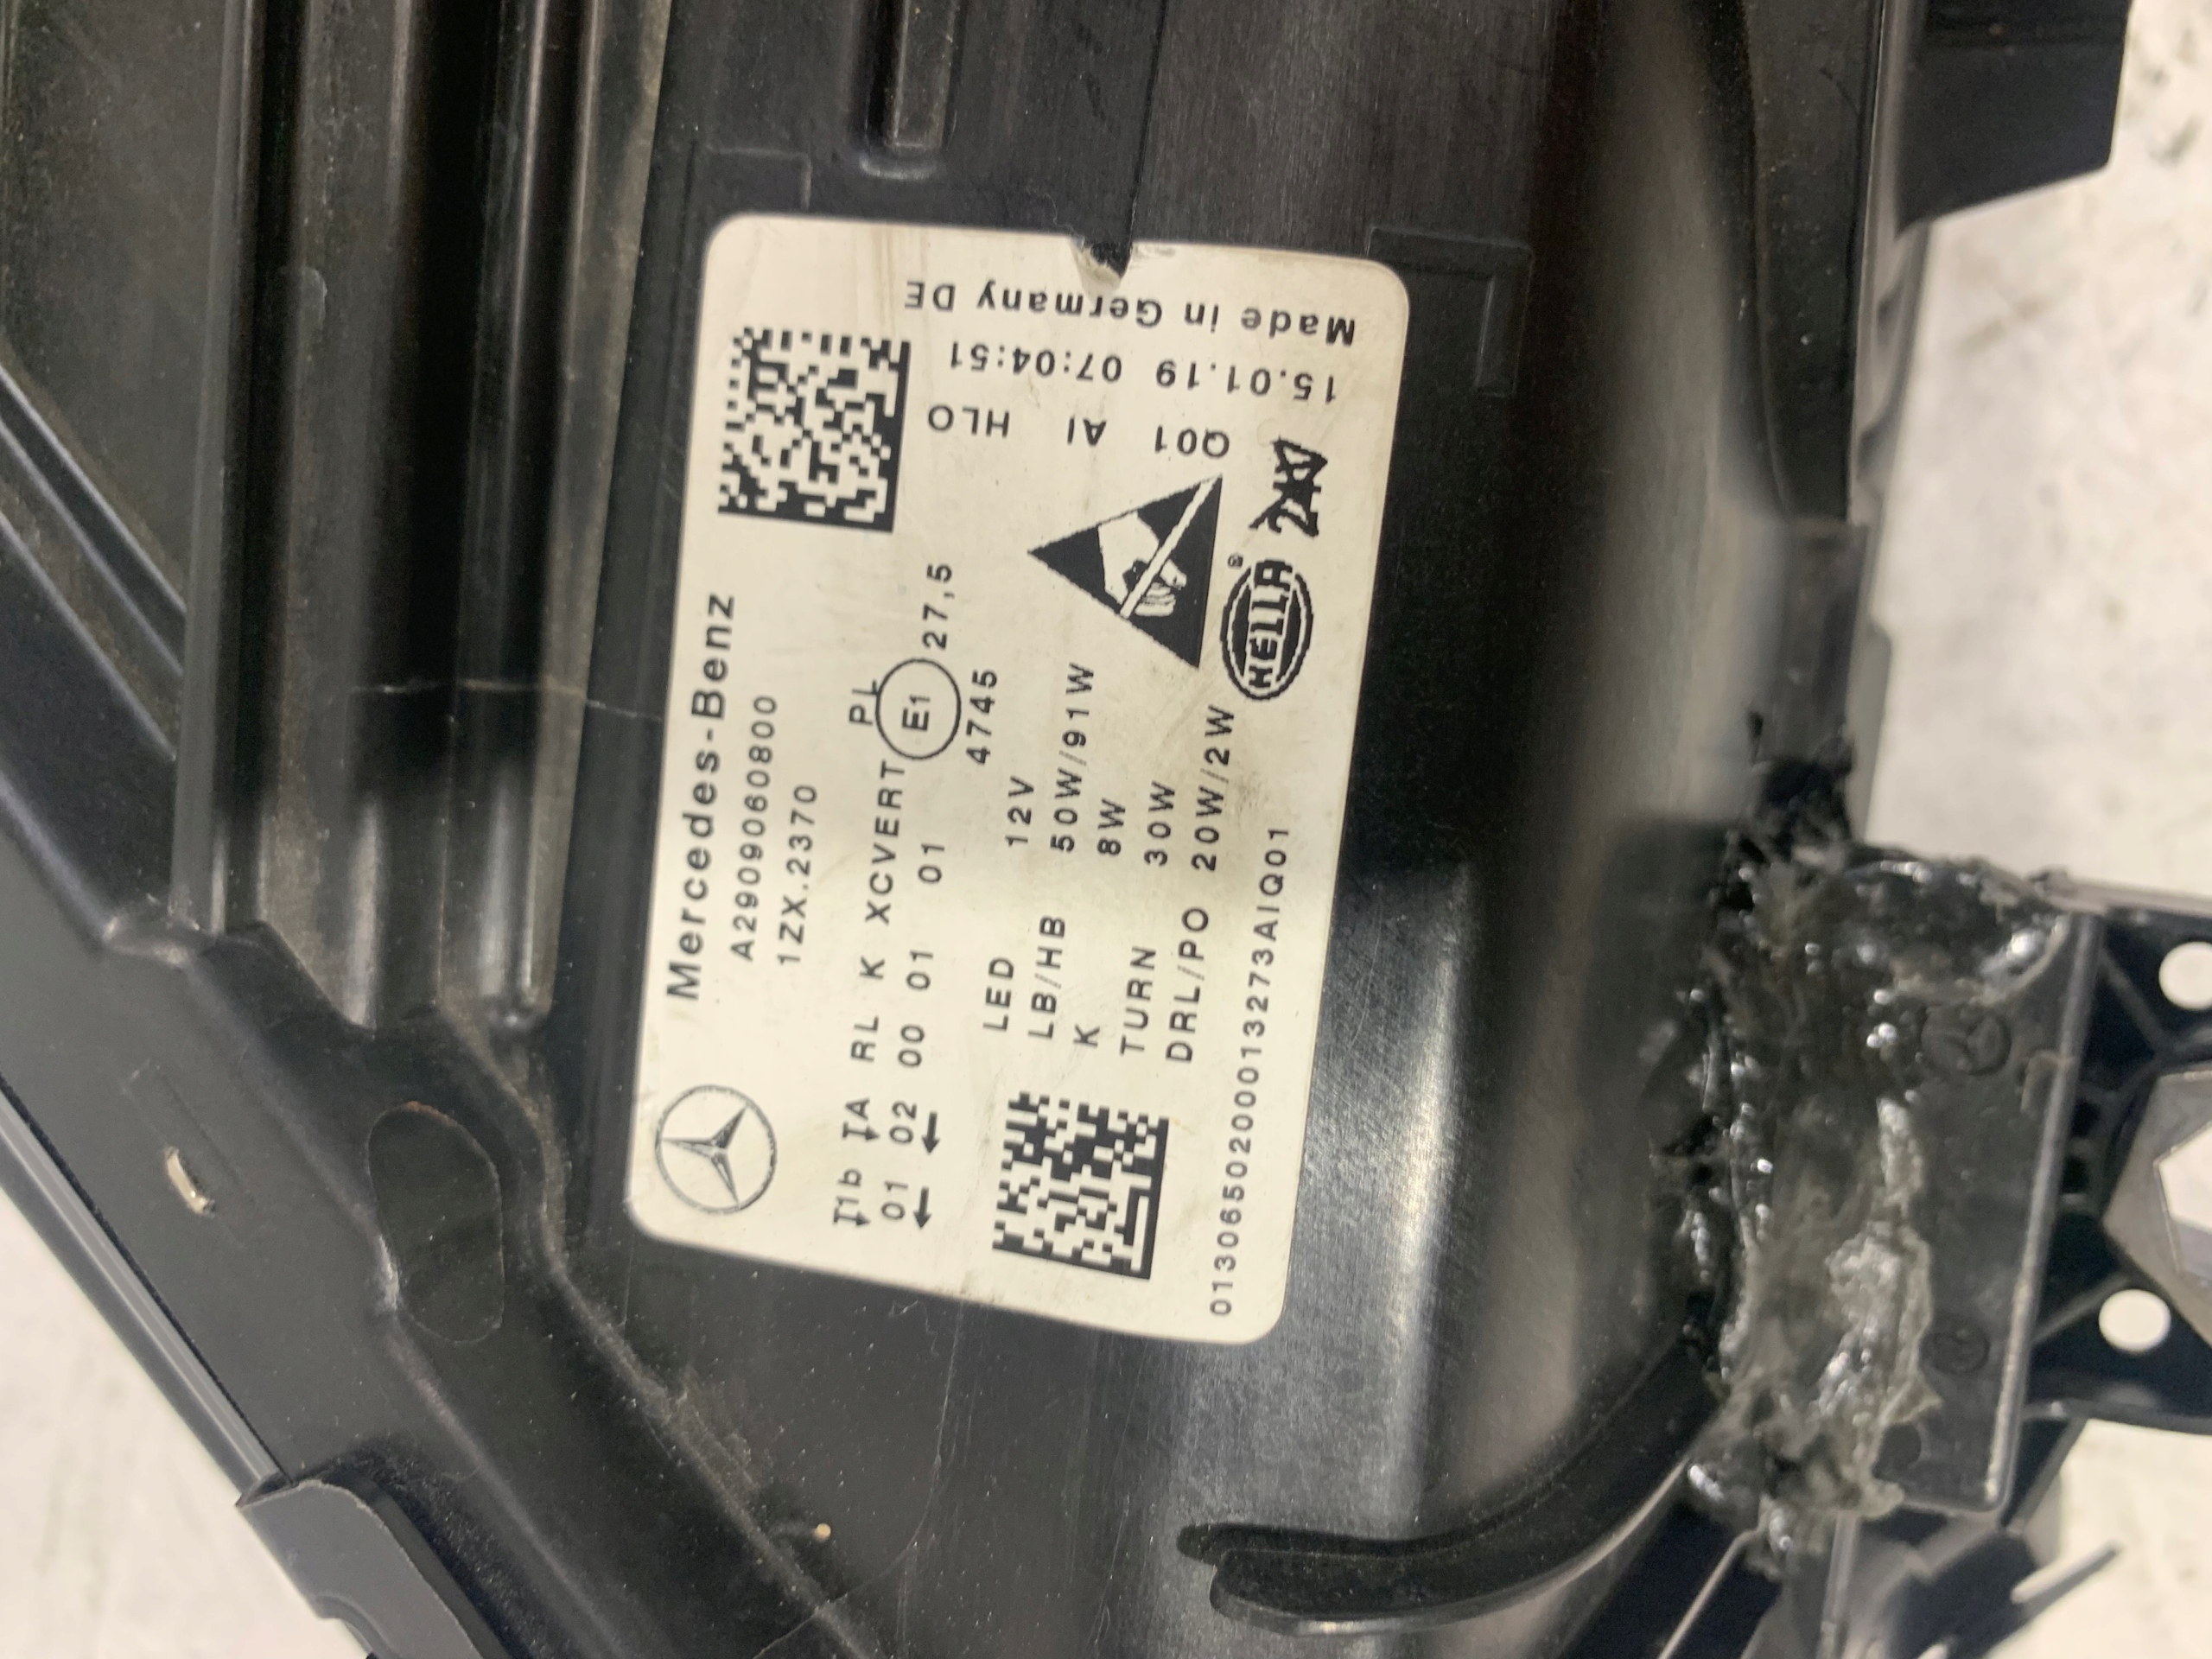 Mercedes-Benz
A2909060800
1ZX.2370
1b A RL K XCVERT PL
01 02 00 01 01
E1 27,5
4745
LED 12V
LB/HB 50W/91W
K 8W
TURN 30W
DRL/PO 20W/2W
HELLA ®
0130650200013273AIQ01
Q01 AI HLO
15.01.19 07:04:51
Made in Germany DE